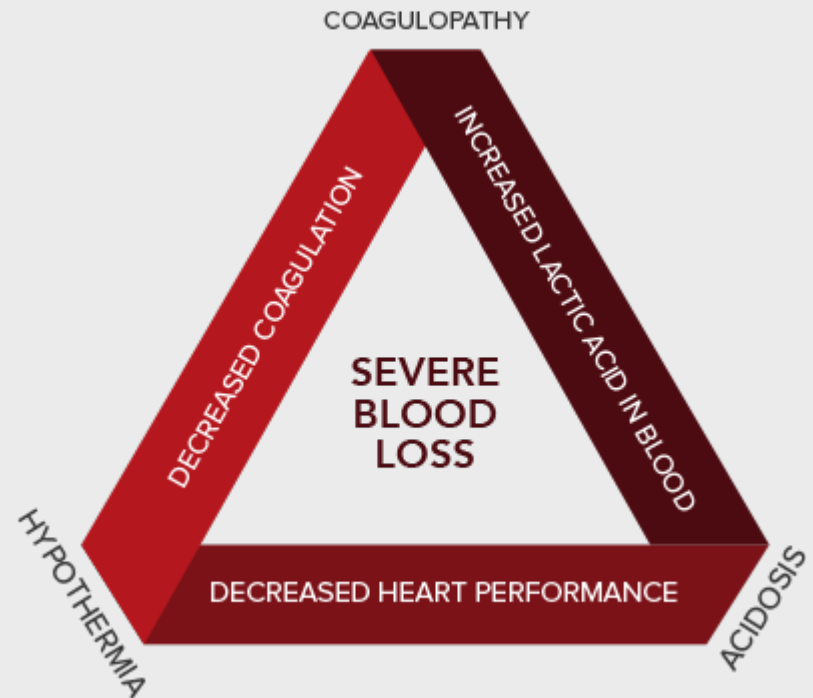 COAGULOPATHY
DECREASED COAGULATION
INCREASED LACTIC ACID IN BLOOD
SEVERE
BLOOD
LOSS
DECREASED HEART PERFORMANCE
HYPOTHERMIA
ACIDOSIS